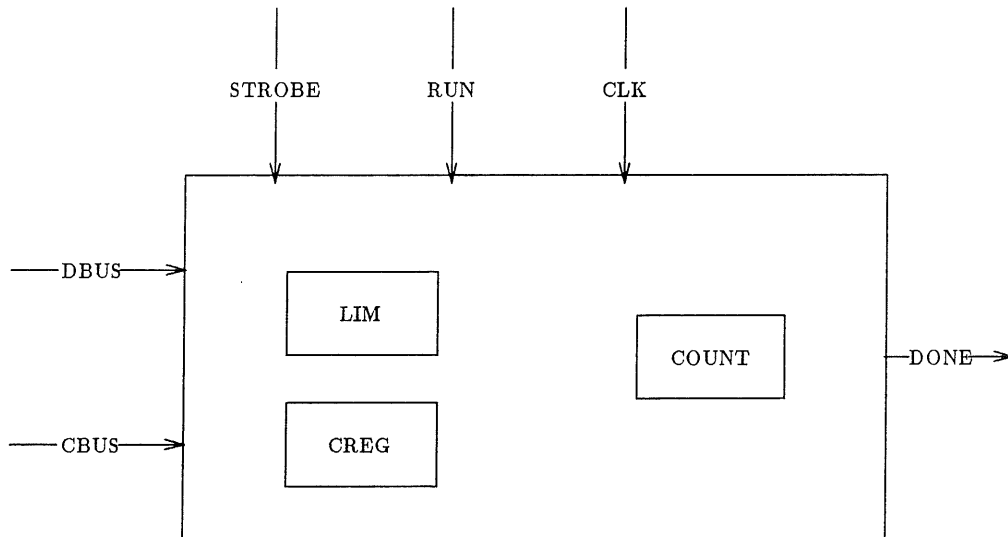 STROBE RUN CLK
DBUS
LIM
COUNT
DONE
CBUS
CREG